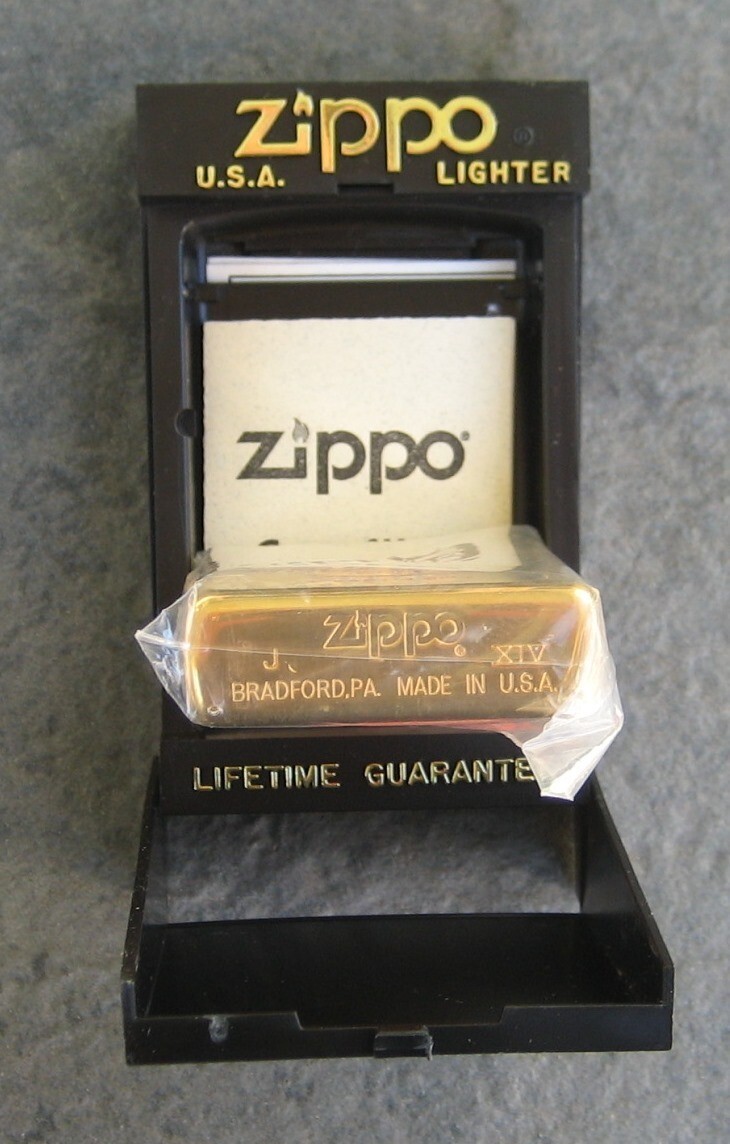 zippo
U.S.A. LIGHTER
zippo
zippo
J XIV
BRADFORD,PA. MADE IN U.S.A.
LIFETIME GUARANTE